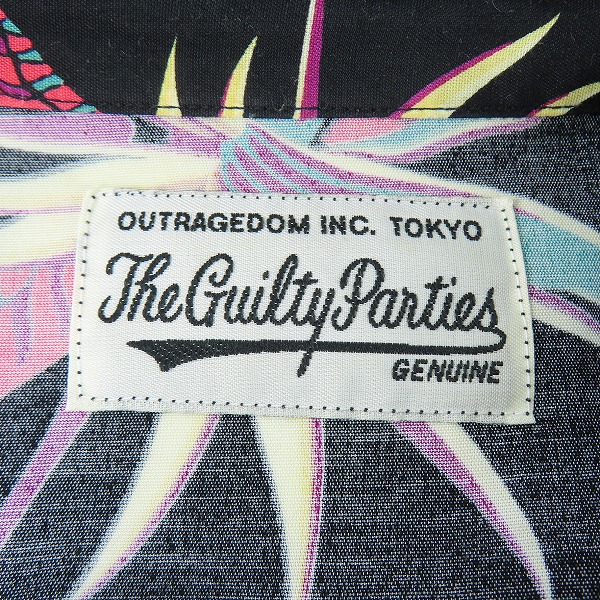 OUTRAGEDOM INC. TOKYO
The Guilty Parties
GENUINE